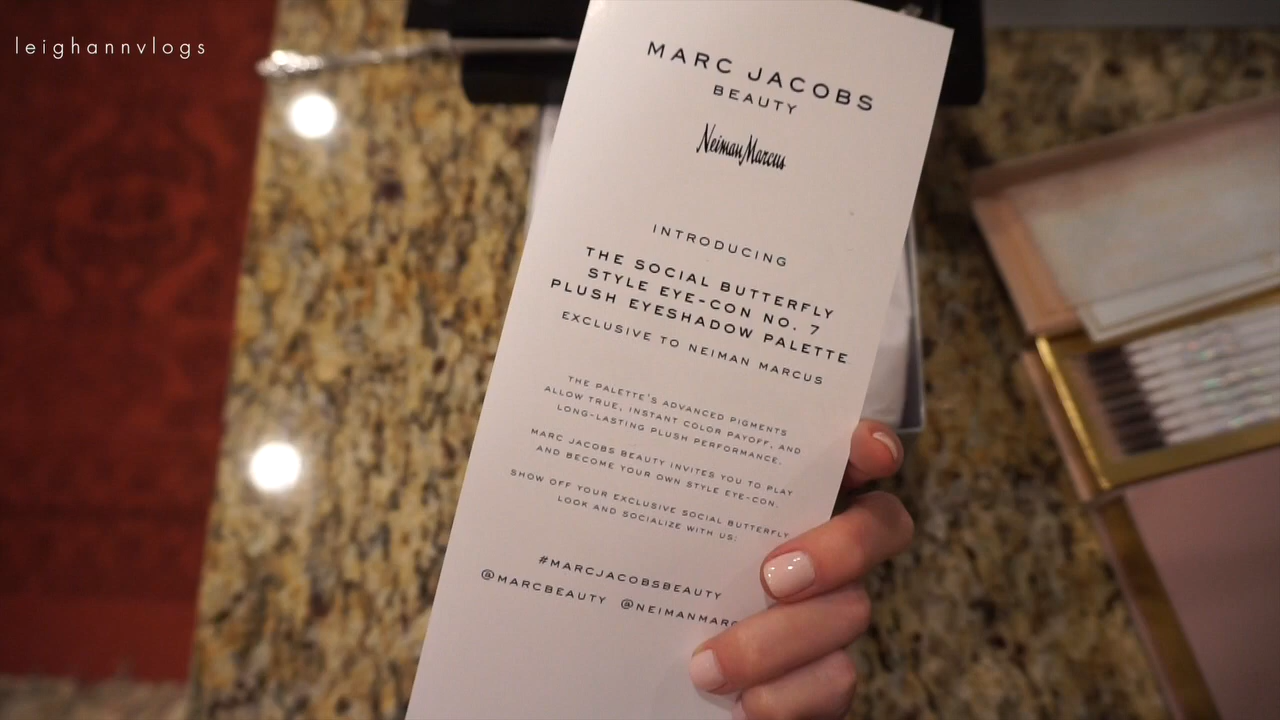 leighannvlogs
MARC JACOBS
BEAUTY
Neiman Marcus
INTRODUCING
THE SOCIAL BUTTERFLY
STYLE EYE-CON NO. 7
PLUSH EYESHADOW PALETTE
EXCLUSIVE TO NEIMAN MARCUS
THE PALETTE'S ADVANCED PIGMENTS
ALLOW TRUE, INSTANT COLOR PAYOFF, AND
LONG-LASTING PLUSH PERFORMANCE.
MARC JACOBS BEAUTY INVITES YOU TO PLAY
AND BECOME YOUR OWN STYLE EYE-CON.
SHOW OFF YOUR EXCLUSIVE SOCIAL BUTTERFLY
LOOK AND SOCIALIZE WITH US:
#MARCJACOBSBEAUTY
@MARCBEAUTY